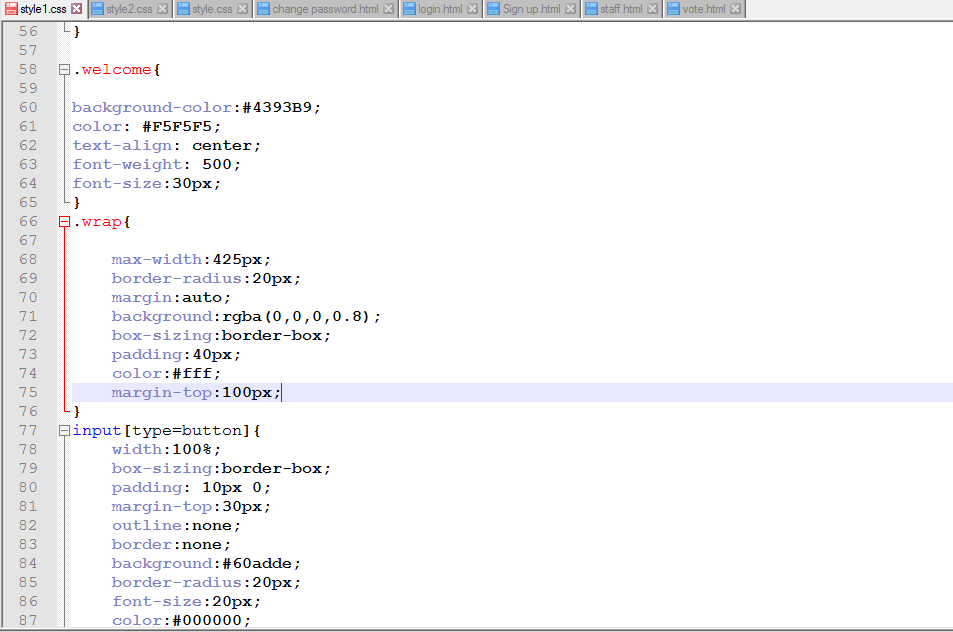 style1.css style2.css style.css change password.html login.html Sign up.html staff.html vote.html
56 }
57
58 .welcome{
59
60 background-color:#4393B9;
61 color: #F5F5F5;
62 text-align: center;
63 font-weight: 500;
64 font-size:30px;
65 }
66 .wrap{
67
68 max-width:425px;
69 border-radius:20px;
70 margin:auto;
71 background:rgba(0,0,0,0.8);
72 box-sizing:border-box;
73 padding:40px;
74 color:#fff;
75 margin-top:100px;
76 }
77 input[type=button]{
78 width:100%;
79 box-sizing:border-box;
80 padding: 10px 0;
81 margin-top:30px;
82 outline:none;
83 border:none;
84 background:#60adde;
85 border-radius:20px;
86 font-size:20px;
87 color:#000000;